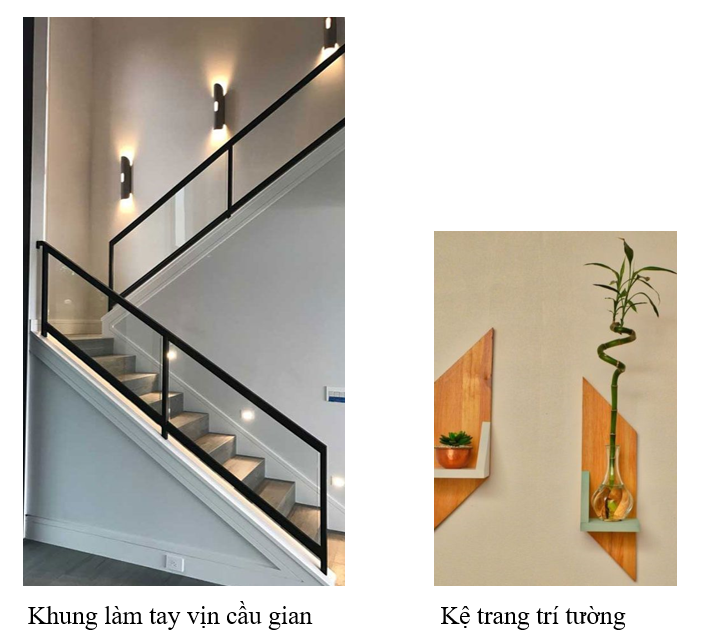 Khung làm tay vịn cầu gian
Kệ trang trí tường